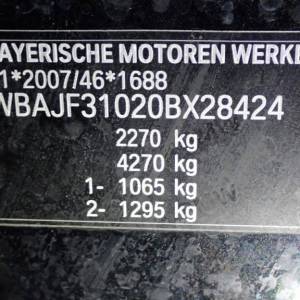 AYERISCHE MOTOREN WERKE
1*2007/46*1688
WBAJF31020BX28424
2270 kg
4270 kg
1- 1065 kg
2- 1295 kg